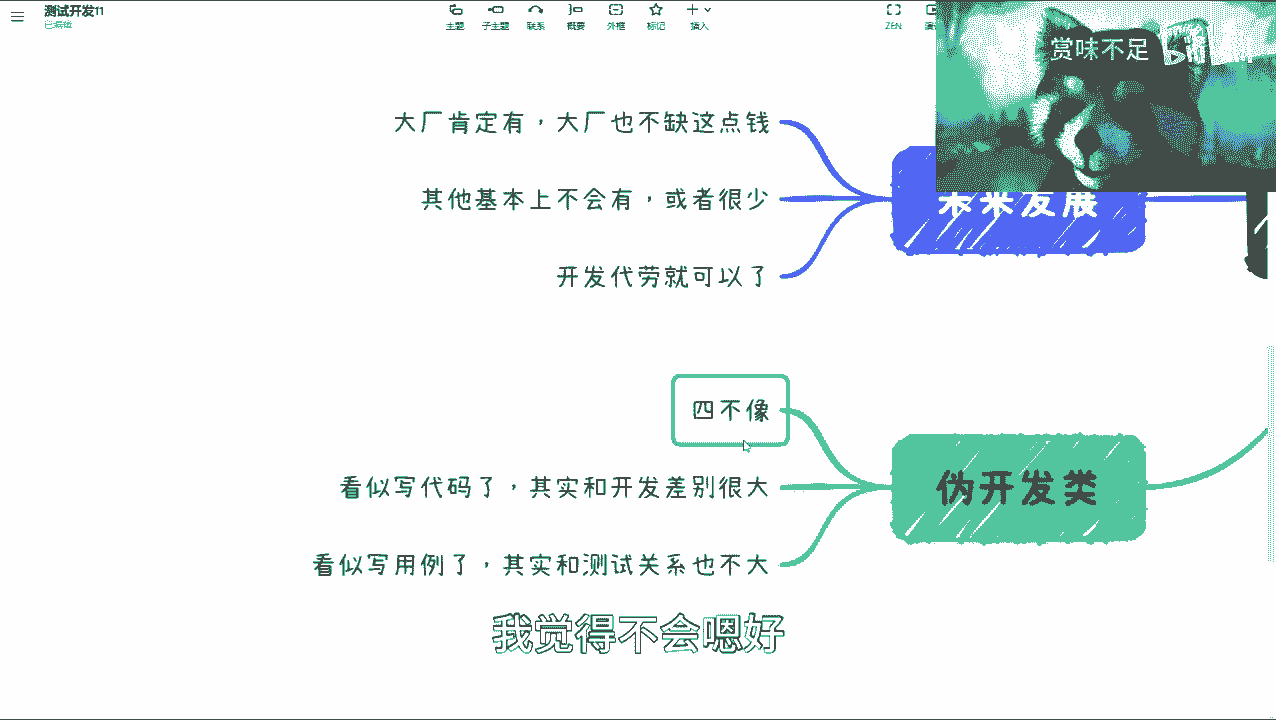 测试开发11
已编辑
主题 子主题 联系 概要 外框 标记 插入
ZEN
赏味不足
大厂肯定有，大厂也不缺这点钱
其他基本上不会有，或者很少
开发代劳就可以了
未来发展
四不像
看似写代码了，其实和开发差别很大
看似写用例了，其实和测试关系也不大
伪开发类
我觉得不会嗯好